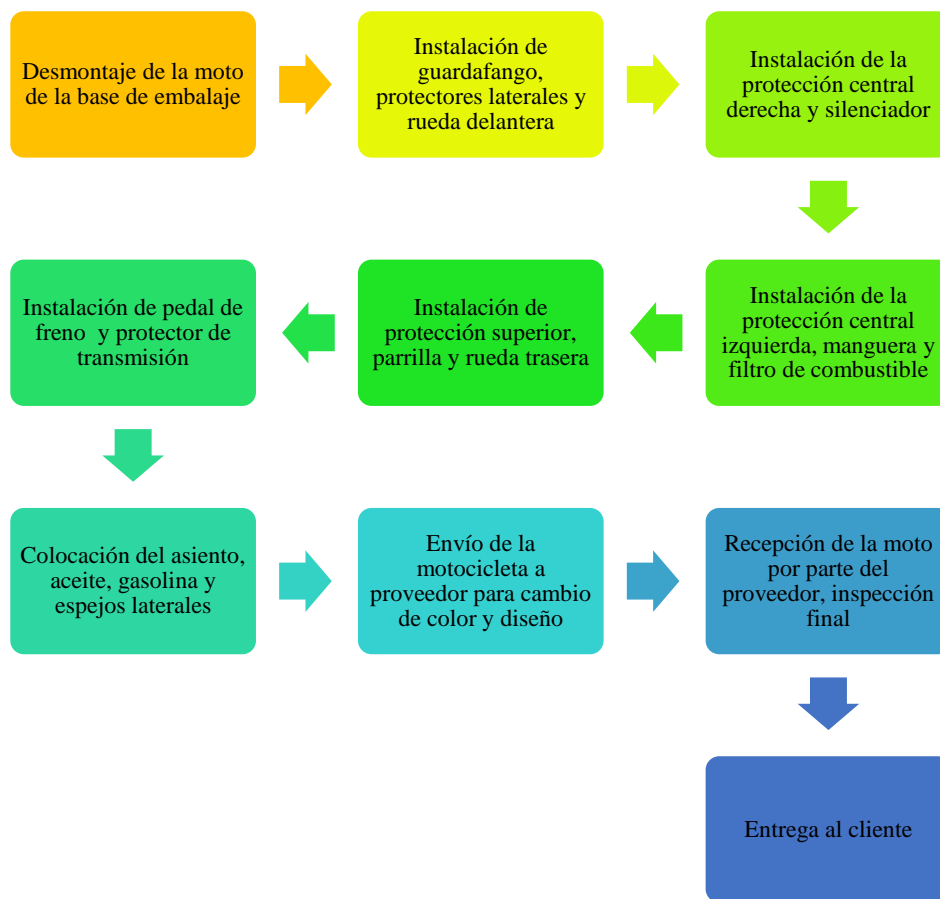 Desmontaje de la moto
de la base de embalaje
Instalación de
guardafango,
protectores laterales y
rueda delantera
Instalación de la
protección central
derecha y silenciador
Instalación de la
protección central
izquierda, manguera y
filtro de combustible
Instalación de
protección superior,
parrilla y rueda trasera
Instalación de pedal de
freno y protector de
transmisión
Colocación del asiento,
aceite, gasolina y
espejos laterales
Envío de la
motocicleta a
proveedor para cambio
de color y diseño
Recepción de la moto
por parte del
proveedor, inspección
final
Entrega al cliente